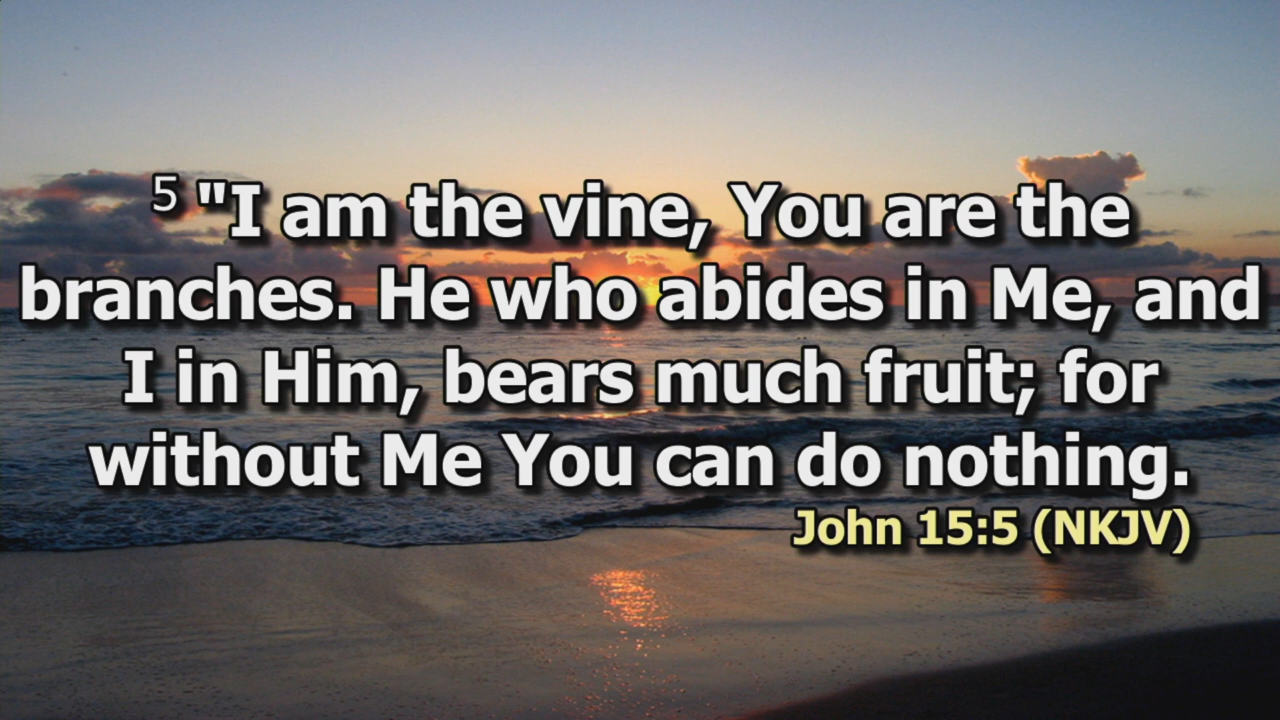 5 "I am the vine, You are the
branches. He who abides in Me, and
I in Him, bears much fruit; for
without Me You can do nothing.
John 15:5 (NKJV)